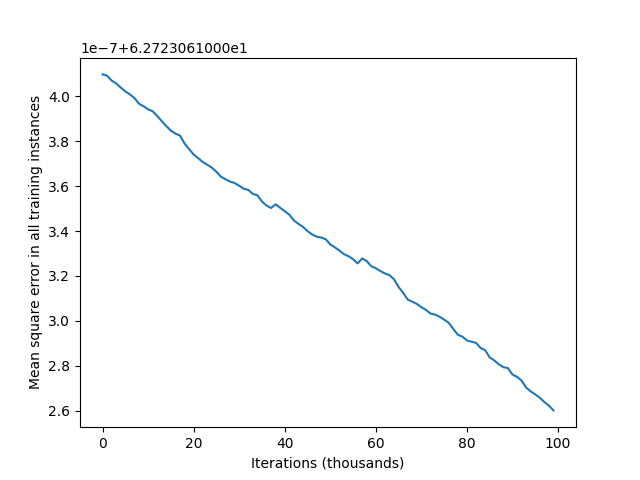 1e−7+6.2723061000e1
4.0
3.8
3.6
3.4
3.2
3.0
2.8
2.6
0 20 40 60 80 100
Iterations (thousands)
Mean square error in all training instances